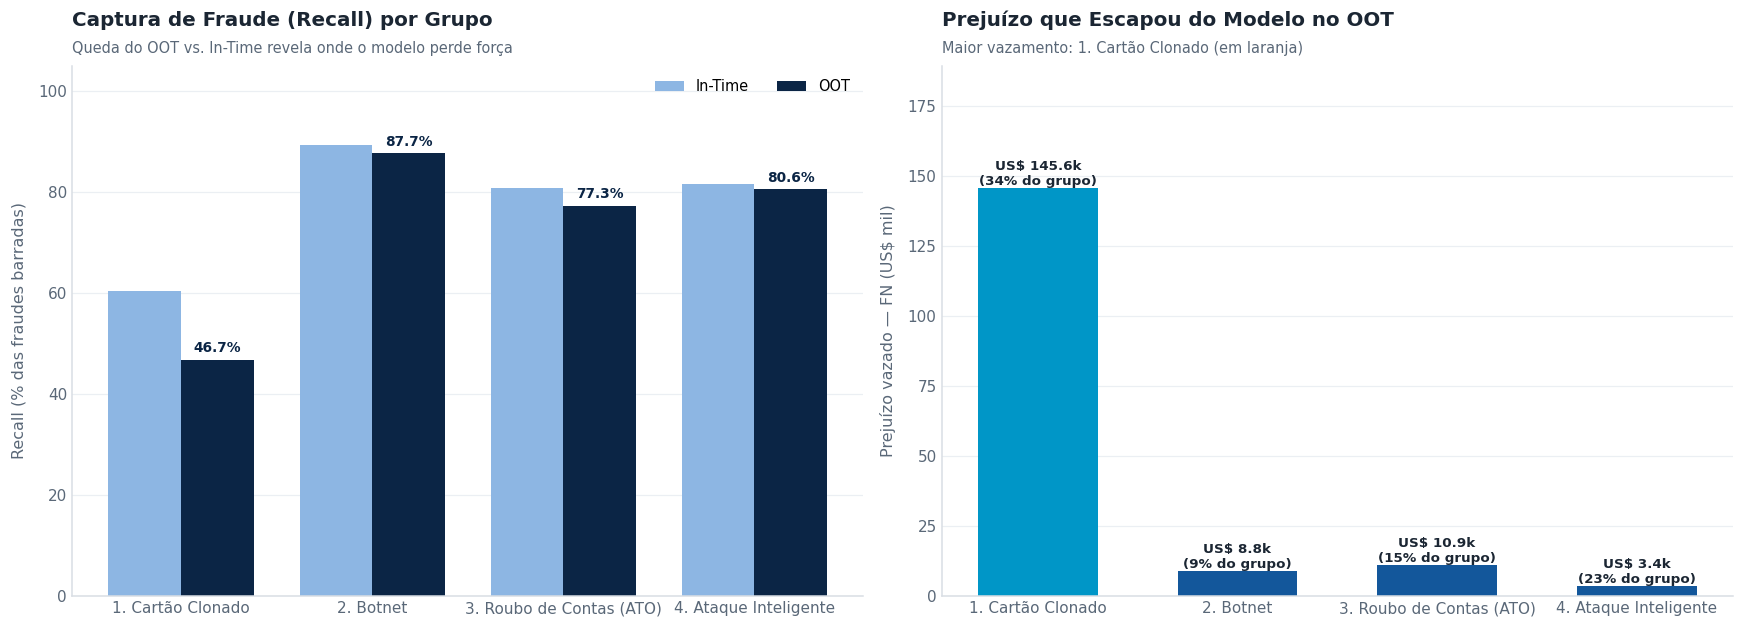 Captura de Fraude (Recall) por Grupo
Queda do OOT vs. In-Time revela onde o modelo perde força
In-Time
OOT
Recall (% das fraudes barradas)
100
80
60
40
20
0
46.7%
87.7%
77.3%
80.6%
1. Cartão Clonado
2. Botnet
3. Roubo de Contas (ATO)
4. Ataque Inteligente
Prejuízo que Escapou do Modelo no OOT
Maior vazamento: 1. Cartão Clonado (em laranja)
Prejuízo vazado — FN (US$ mil)
175
150
125
100
75
50
25
0
US$ 145.6k
(34% do grupo)
US$ 8.8k
(9% do grupo)
US$ 10.9k
(15% do grupo)
US$ 3.4k
(23% do grupo)
1. Cartão Clonado
2. Botnet
3. Roubo de Contas (ATO)
4. Ataque Inteligente